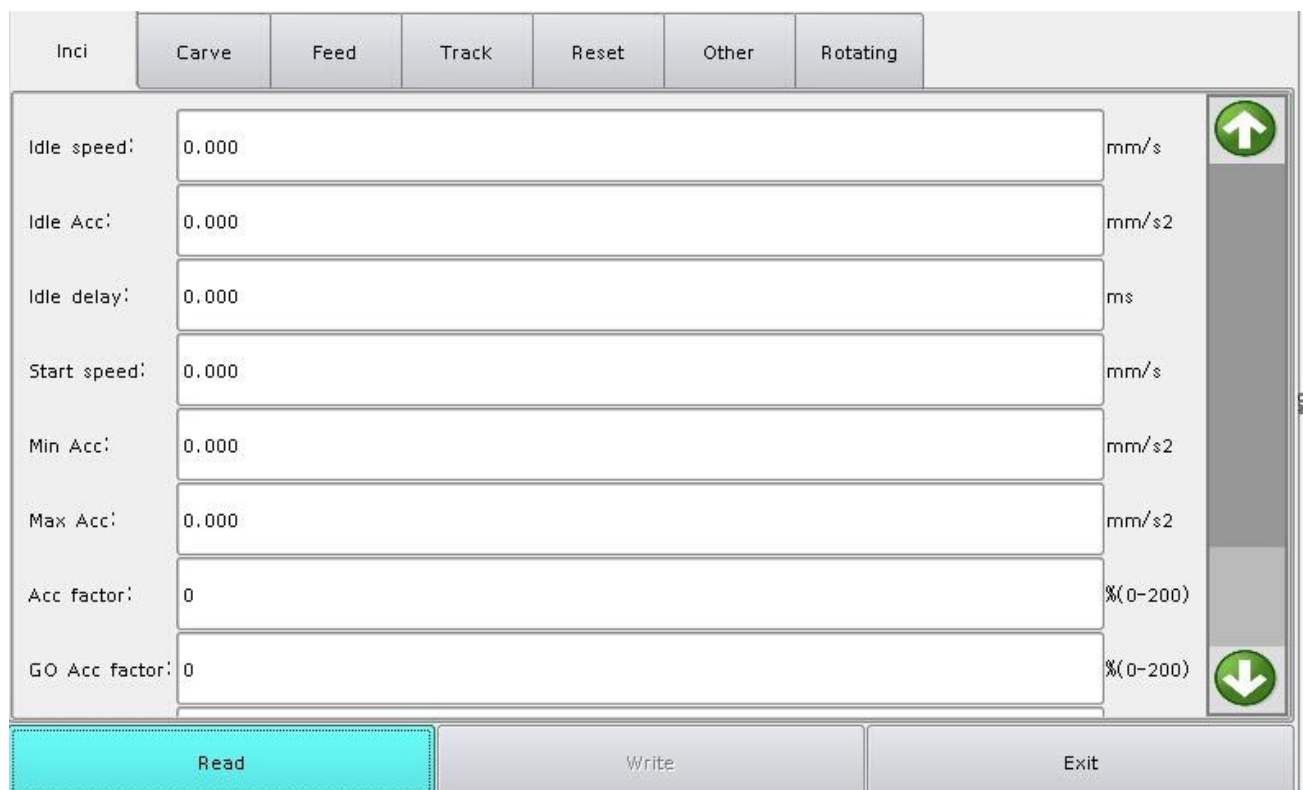 Inci Carve Feed Track Reset Other Rotating
Idle speed: 0.000 mm/s
Idle Acc: 0.000 mm/s2
Idle delay: 0.000 ms
Start speed: 0.000 mm/s
Min Acc: 0.000 mm/s2
Max Acc: 0.000 mm/s2
Acc factor: 0 %(0-200)
GO Acc factor: 0 %(0-200)
Read Write Exit